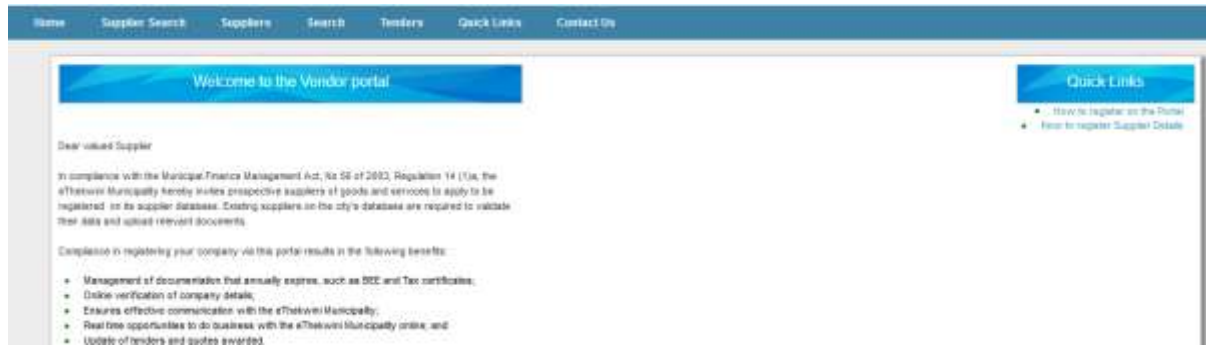 Home Supplier Search Suppliers Search Tenders Quick Links Contact Us
Welcome to the Vendor portal
Quick Links
How to register on the Portal
How to register Supplier Details
Dear valued Supplier
In compliance with the Municipal Finance Management Act, No 56 of 2003, Regulation 14 (1)a, the
eThekwini Municipality hereby invites prospective suppliers of goods and services to apply to be
registered on its supplier database. Existing suppliers on the city's database are required to validate
their data and upload relevant documents.
Compliance in registering your company via this portal results in the following benefits:
Management of documentation that annually expires, such as BEE and Tax certificates;
Online verification of company details;
Ensures effective communication with the eThekwini Municipality;
Real time opportunities to do business with the eThekwini Municipality online; and
Update of tenders and quotes awarded.